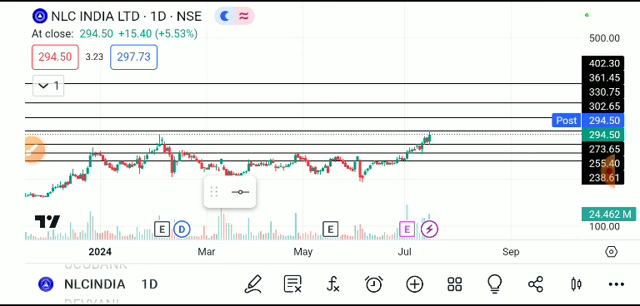 NLC INDIA LTD · 1D · NSE
At close: 294.50 +15.40 (+5.53%)
294.50 3.23 297.73
1
500.00
402.30
361.45
330.75
302.65
Post 294.50
294.50
273.65
255.40
238.61
24.462 M
100.00
E D E E
2024 Mar May Jul Sep
NLCINDIA 1D